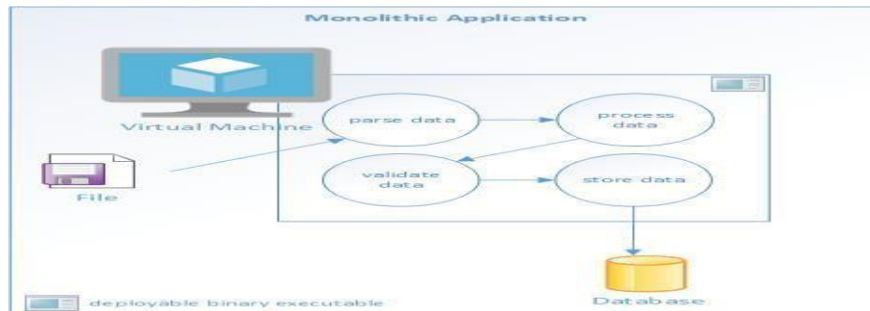 Monolithic Application
Virtual Machine
parse data
process
data
File
validate
data
store data
Database
deployable binary executable